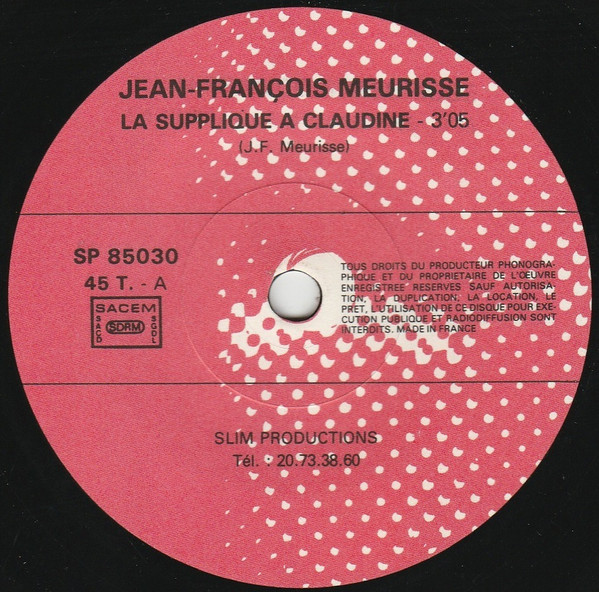 JEAN-FRANÇOIS MEURISSE
LA SUPPLIQUE A CLAUDINE - 3'05
(J.F. Meurisse)
SP 85030
45 T. - A
SACEM
SACD
SDRM
SGDL
TOUS DROITS DU PRODUCTEUR PHONOGRA-
PHIQUE ET DU PROPRIETAIRE DE L'ŒUVRE
ENREGISTREE RESERVES SAUF AUTORISA-
TION, LA DUPLICATION, LA LOCATION, LE
PRET, L'UTILISATION DE CE DISQUE POUR EXE-
CUTION PUBLIQUE ET RADIODIFFUSION SONT
INTERDITS. MADE IN FRANCE
SLIM PRODUCTIONS
Tél. : 20.73.38.60